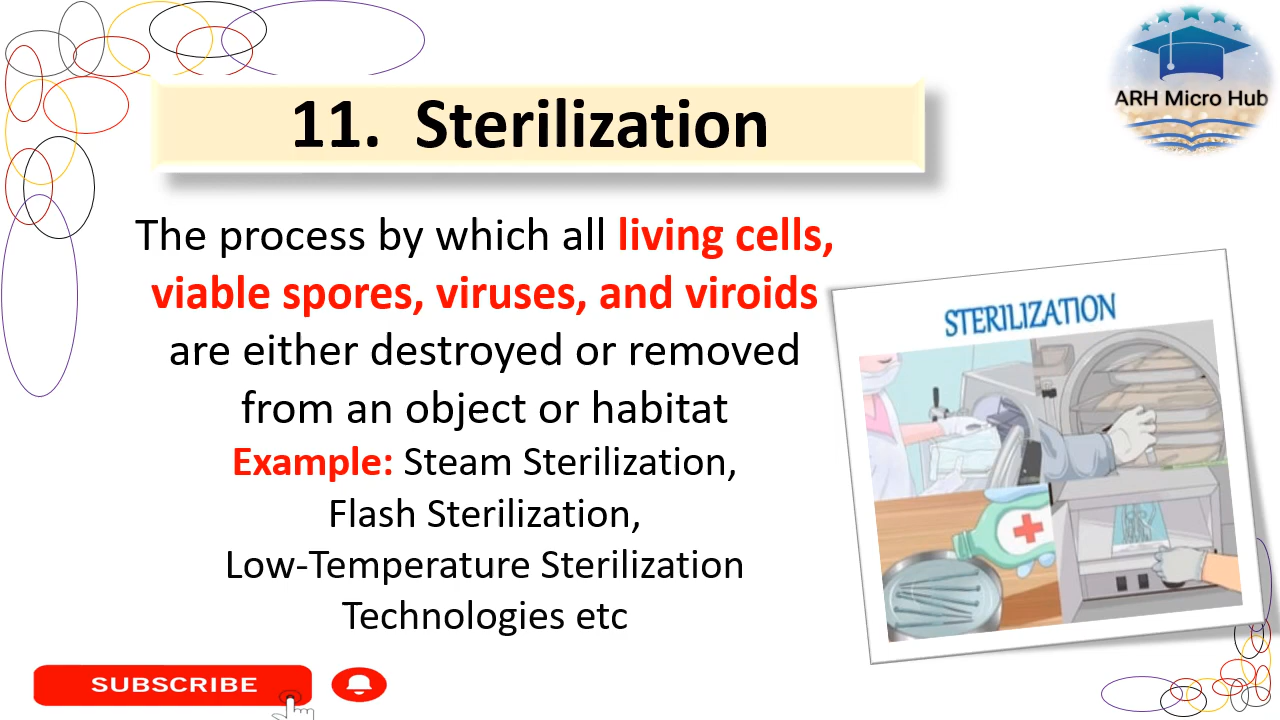 ARH Micro Hub
11. Sterilization
The process by which all living cells,
viable spores, viruses, and viroids
are either destroyed or removed
from an object or habitat
Example: Steam Sterilization,
Flash Sterilization,
Low-Temperature Sterilization
Technologies etc
STERILIZATION
SUBSCRIBE